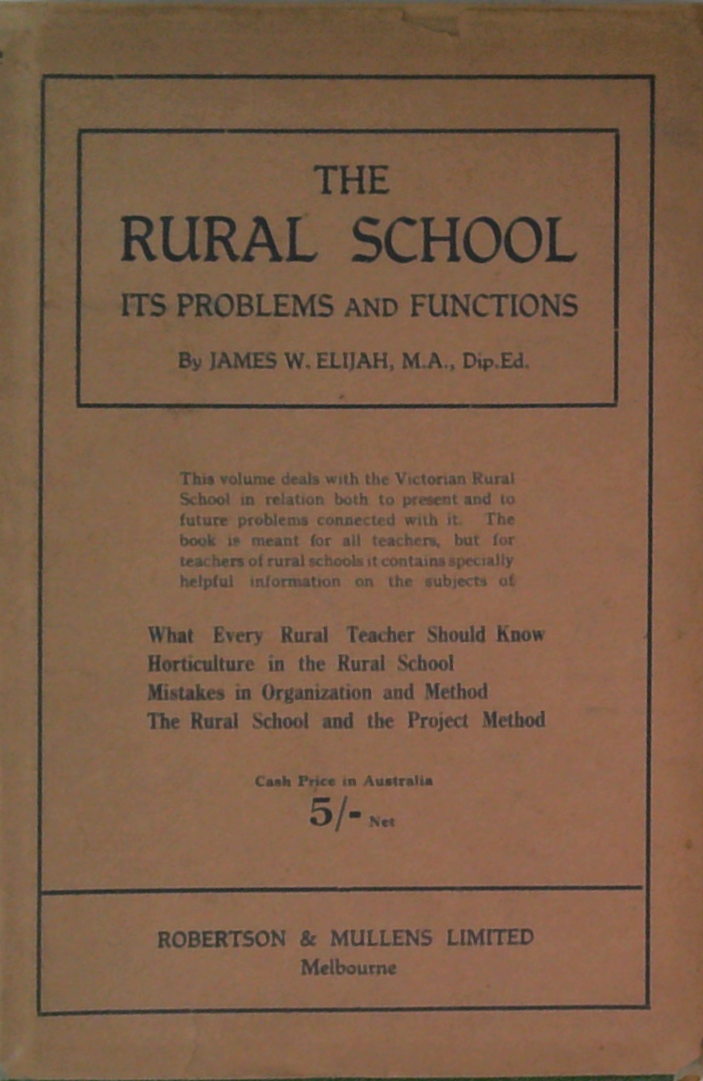 THE
RURAL SCHOOL
ITS PROBLEMS AND FUNCTIONS
By JAMES W. ELIJAH, M.A., Dip.Ed.
This volume deals with the Victorian Rural
School in relation both to present and to
future problems connected with it. The
book is meant for all teachers, but for
teachers of rural schools it contains specially
helpful information on the subjects of
What Every Rural Teacher Should Know
Horticulture in the Rural School
Mistakes in Organization and Method
The Rural School and the Project Method
Cash Price in Australia
5/- Net
ROBERTSON & MULLENS LIMITED
Melbourne